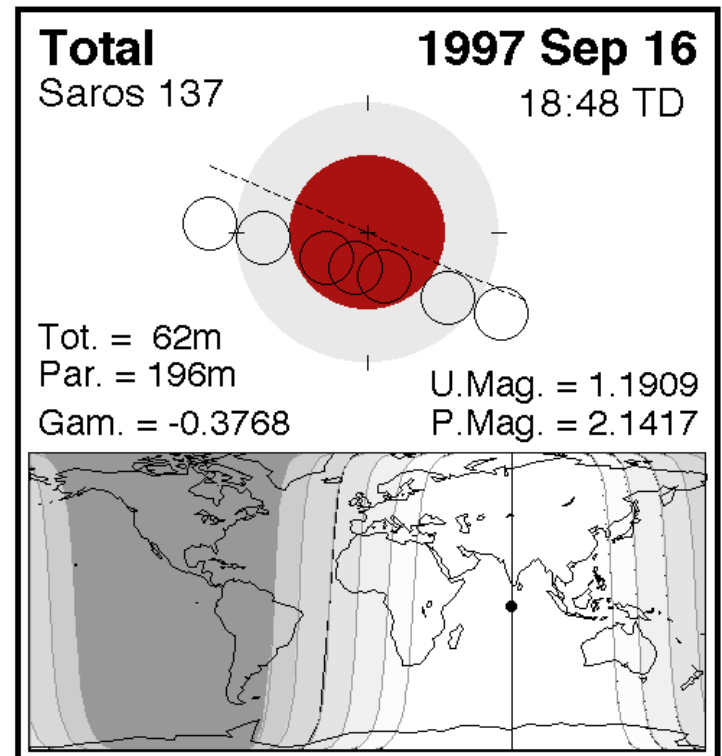 Total 1997 Sep 16
Saros 137 18:48 TD
Tot. = 62m
Par. = 196m U.Mag. = 1.1909
Gam. = -0.3768 P.Mag. = 2.1417